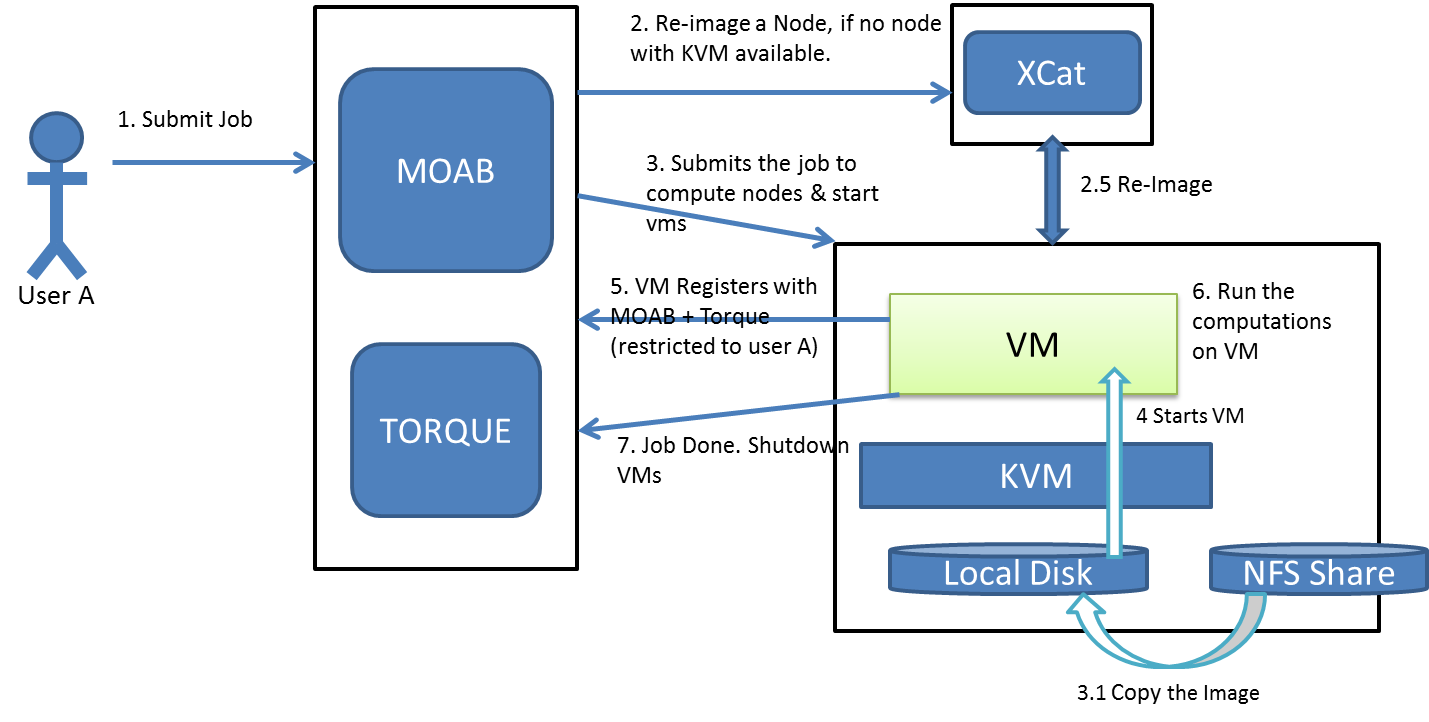 2. Re-image a Node, if no node
with KVM available.
XCat
1. Submit Job
MOAB
3. Submits the job to
compute nodes & start
vms
2.5 Re-Image
User A
5. VM Registers with
MOAB + Torque
(restricted to user A)
VM
6. Run the
computations
on VM
4 Starts VM
TORQUE
7. Job Done. Shutdown
VMs
KVM
Local Disk
NFS Share
3.1 Copy the Image